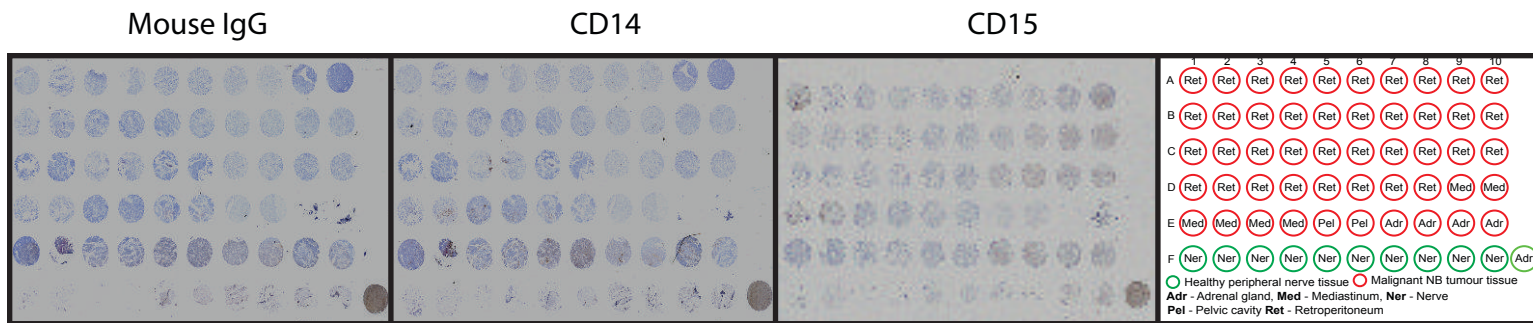 Mouse IgG CD14 CD15
1 2 3 4 5 6 7 8 9 10
A Ret Ret Ret Ret Ret Ret Ret Ret Ret Ret
B Ret Ret Ret Ret Ret Ret Ret Ret Ret Ret
C Ret Ret Ret Ret Ret Ret Ret Ret Ret Ret
D Ret Ret Ret Ret Ret Ret Ret Ret Med Med
E Med Med Med Med Pel Pel Adr Adr Adr Adr
F Ner Ner Ner Ner Ner Ner Ner Ner Ner Ner Adr
Healthy peripheral nerve tissue Malignant NB tumour tissue
Adr - Adrenal gland, Med - Mediastinum, Ner - Nerve
Pel - Pelvic cavity Ret - Retroperitoneum